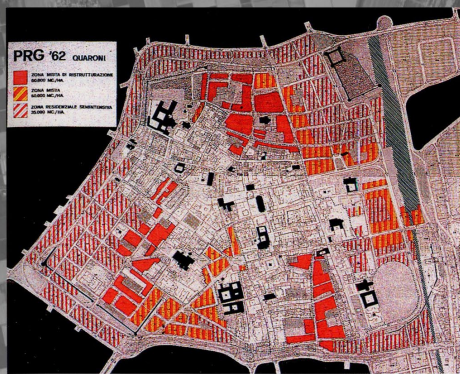 PRG '62 QUARONI
ZONA MISTA DI RISTRUTTURAZIONE
60.000 MC./HA.
ZONA MISTA
60.000 MC./HA.
ZONA RESIDENZIALE SEMINTENSIVA
35.000 MC./HA.